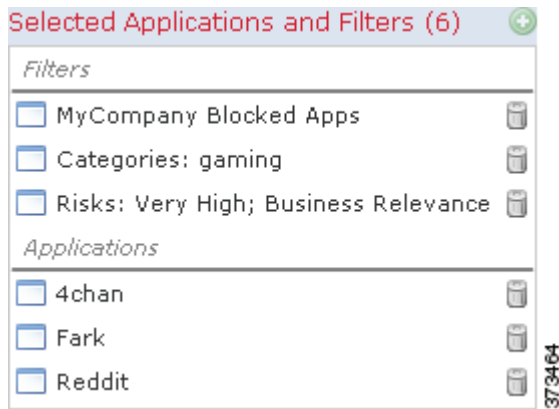 Selected Applications and Filters (6)
Filters
MyCompany Blocked Apps
Categories: gaming
Risks: Very High; Business Relevance
Applications
4chan
Fark
Reddit
373464